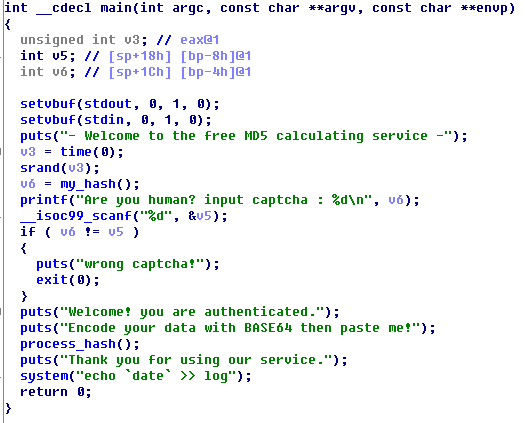 int __cdecl main(int argc, const char **argv, const char **envp)
{
unsigned int v3; // eax@1
int v5; // [sp+18h] [bp-8h]@1
int v6; // [sp+1Ch] [bp-4h]@1
setvbuf(stdout, 0, 1, 0);
setvbuf(stdin, 0, 1, 0);
puts("- Welcome to the free MD5 calculating service -");
v3 = time(0);
srand(v3);
v6 = my_hash();
printf("Are you human? input captcha : %d\n", v6);
__isoc99_scanf("%d", &v5);
if ( v6 != v5 )
{
puts("wrong captcha!");
exit(0);
}
puts("Welcome! you are authenticated.");
puts("Encode your data with BASE64 then paste me!");
process_hash();
puts("Thank you for using our service.");
system("echo `date` >> log");
return 0;
}